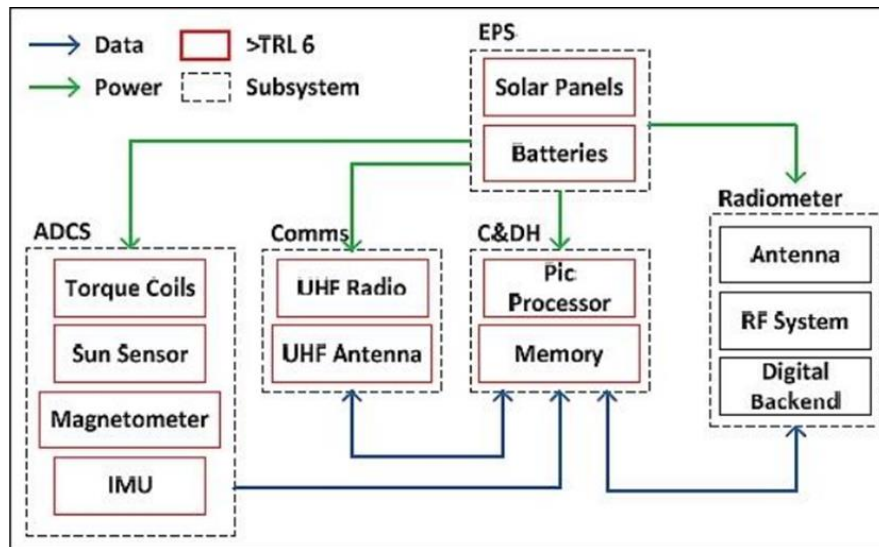 Data
>TRL 6
Power
Subsystem
EPS
Solar Panels
Batteries
ADCS
Torque Coils
Sun Sensor
Magnetometer
IMU
Comms
UHF Radio
UHF Antenna
C&DH
Pic
Processor
Memory
Radiometer
Antenna
RF System
Digital
Backend